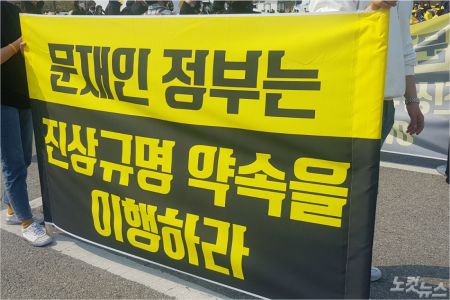 문재인 정부는
진상규명 약속을
이행하라
노컷뉴스